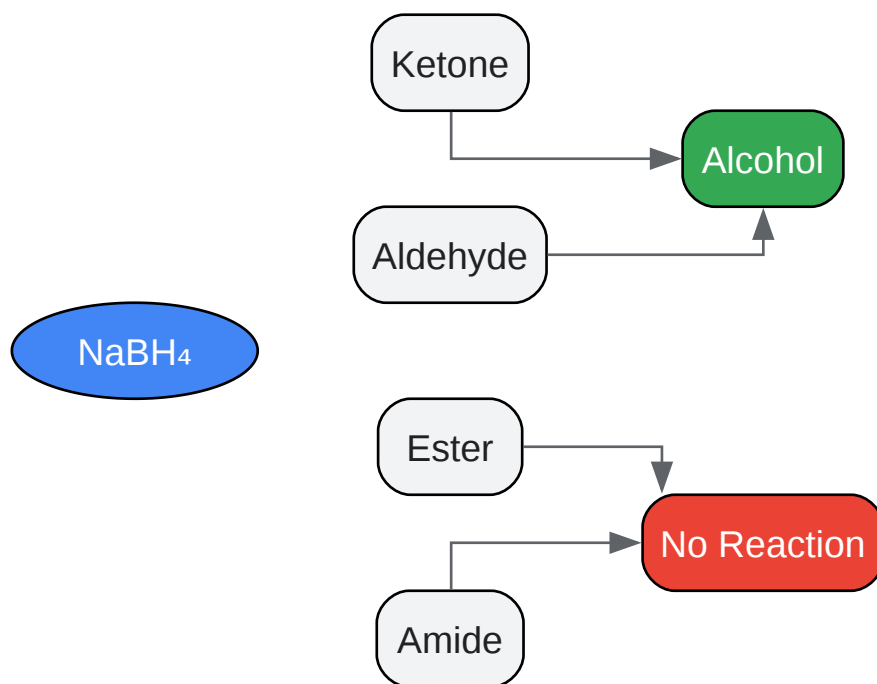 Ketone
Alcohol
Aldehyde
NaBH₄
Ester
No Reaction
Amide